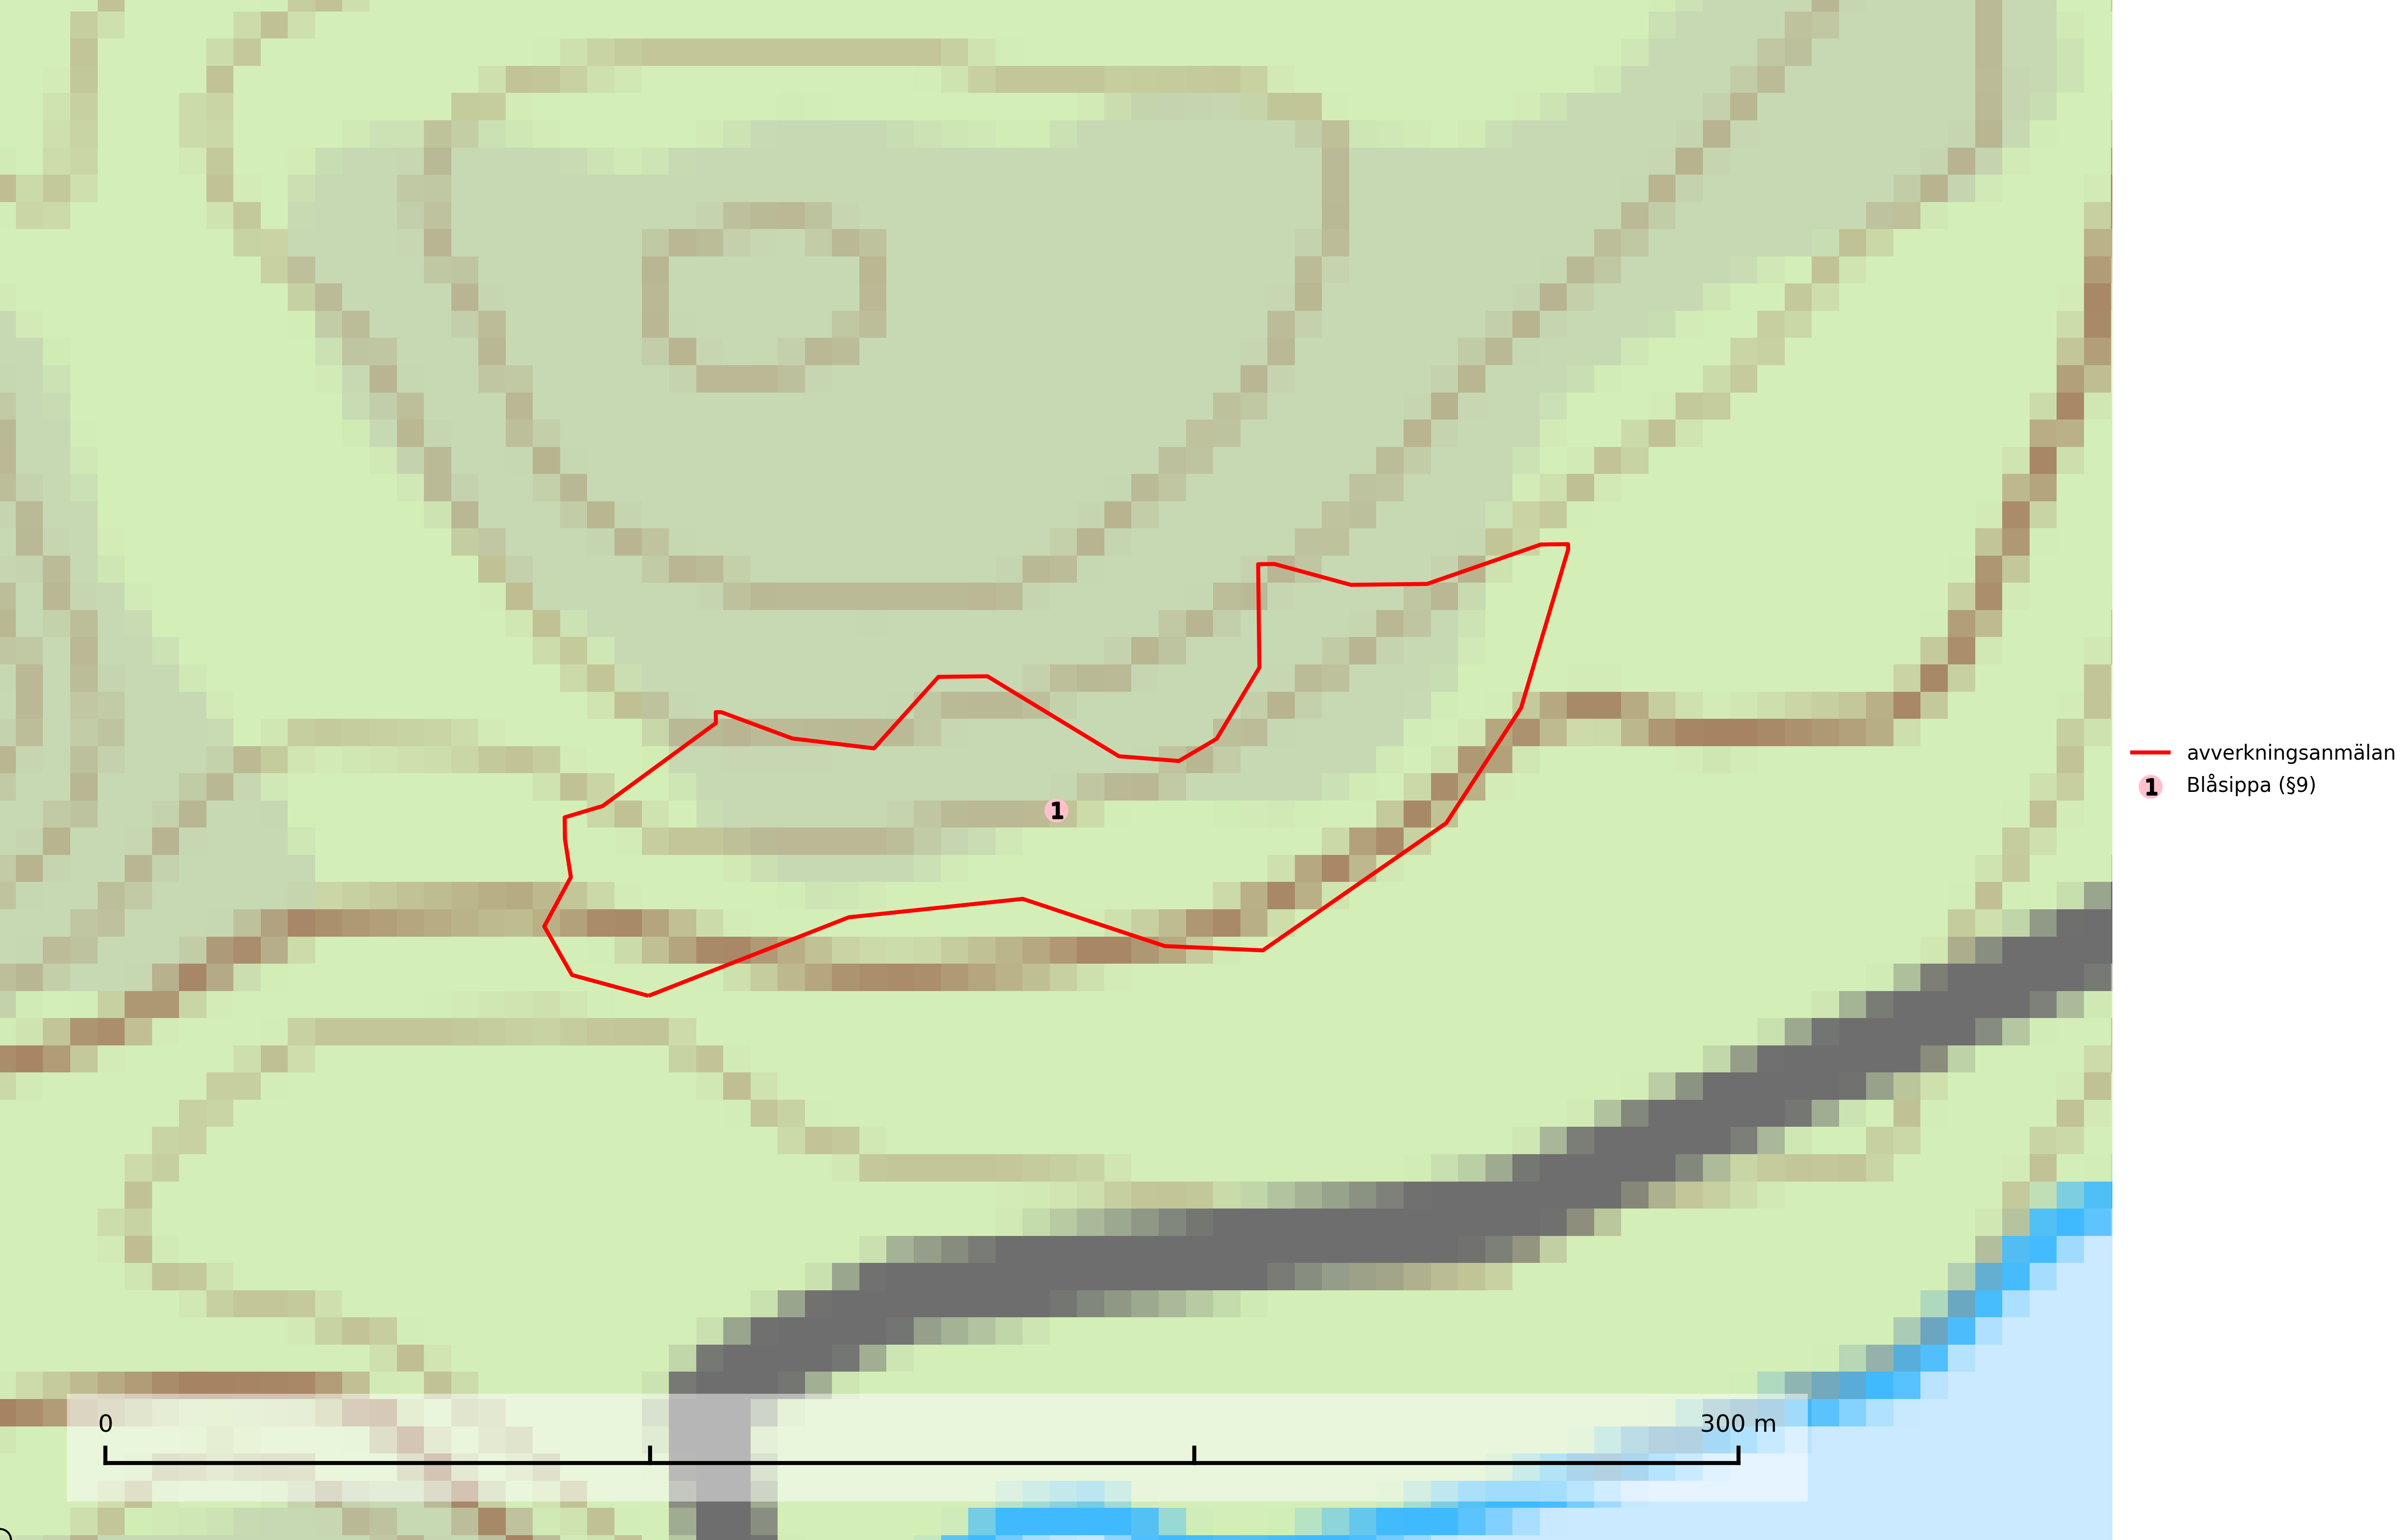 avverkningsanmälan
1 Blåsippa (§9)
1
0 300 m